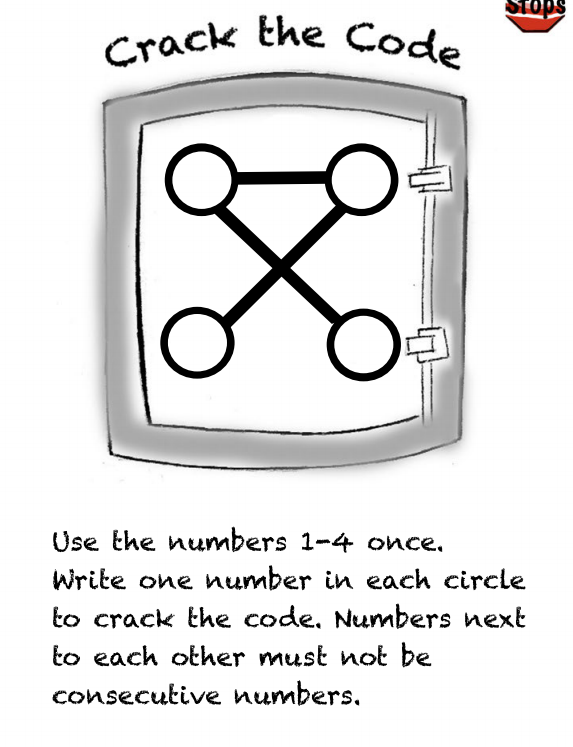 Stops
Crack the Code
Use the numbers 1-4 once.
Write one number in each circle
to crack the code. Numbers next
to each other must not be
consecutive numbers.